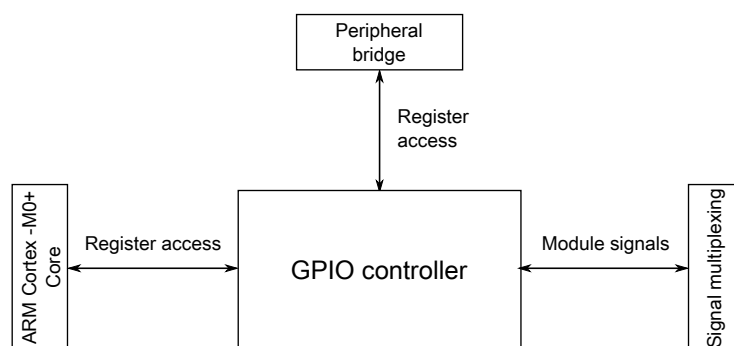 Peripheral
bridge
Register
access
ARM Cortex -M0+
Core
Register access
GPIO controller
Module signals
Signal multiplexing